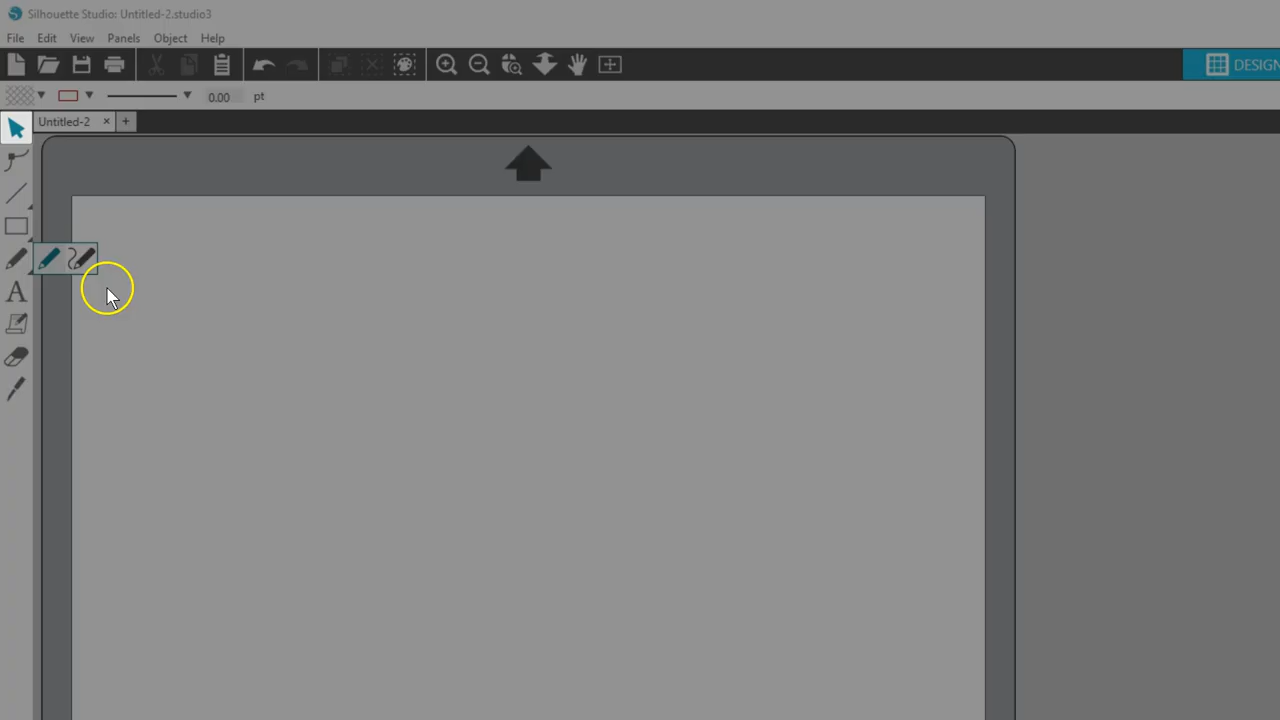 Silhouette Studio: Untitled-2.studio3
File Edit View Panels Object Help
DESIGN
0.00 pt
Untitled-2 × +
A